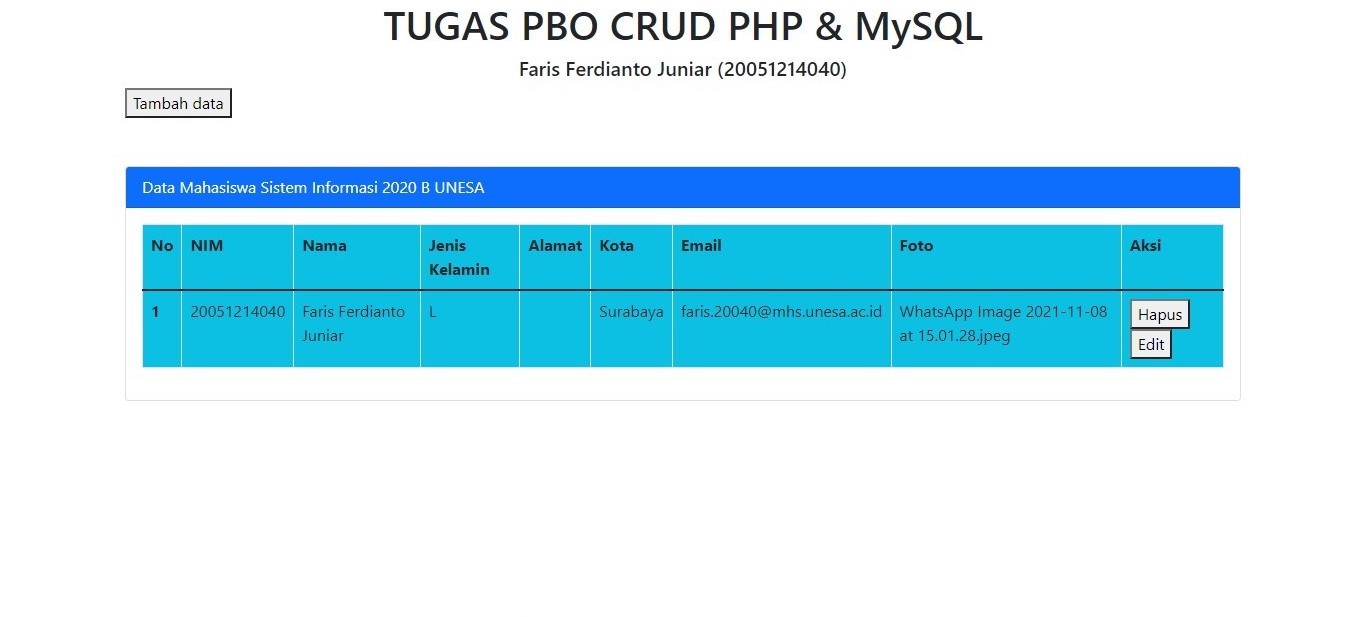 TUGAS PBO CRUD PHP & MySQL
Faris Ferdianto Juniar (20051214040)
Tambah data
Data Mahasiswa Sistem Informasi 2020 B UNESA
No NIM Nama Jenis Alamat Kota Email Foto Aksi
Kelamin
1 20051214040 Faris Ferdianto L Surabaya faris.20040@mhs.unesa.ac.id WhatsApp Image 2021-11-08 Hapus
Juniar at 15.01.28.jpeg Edit